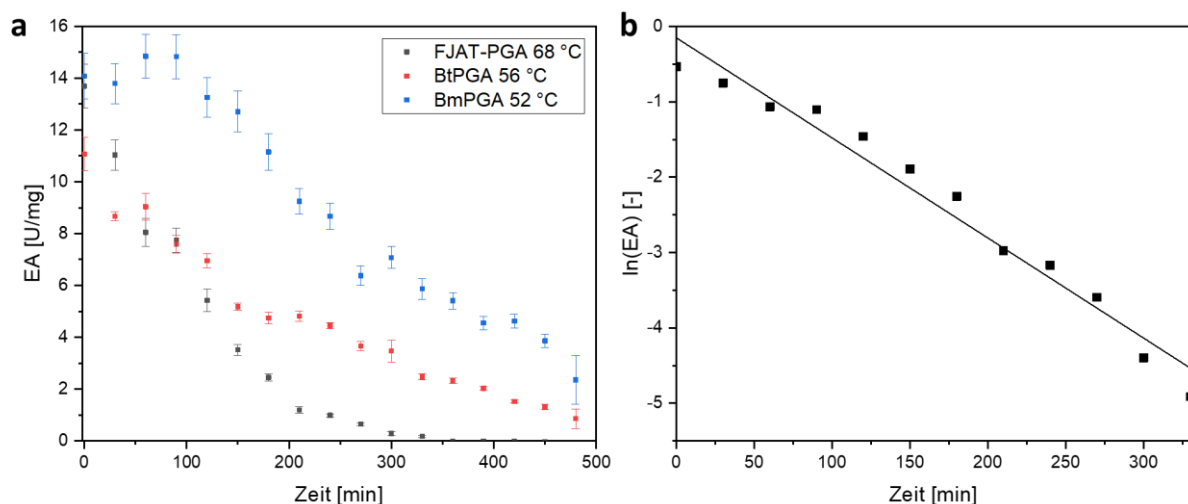 a
16
14
12
10
8
6
4
2
0
EA [U/mg]
FJAT-PGA 68 °C
BtPGA 56 °C
BmPGA 52 °C
0 100 200 300 400 500
Zeit [min]
b
0
-1
-2
-3
-4
-5
ln(EA) [-]
0 50 100 150 200 250 300
Zeit [min]